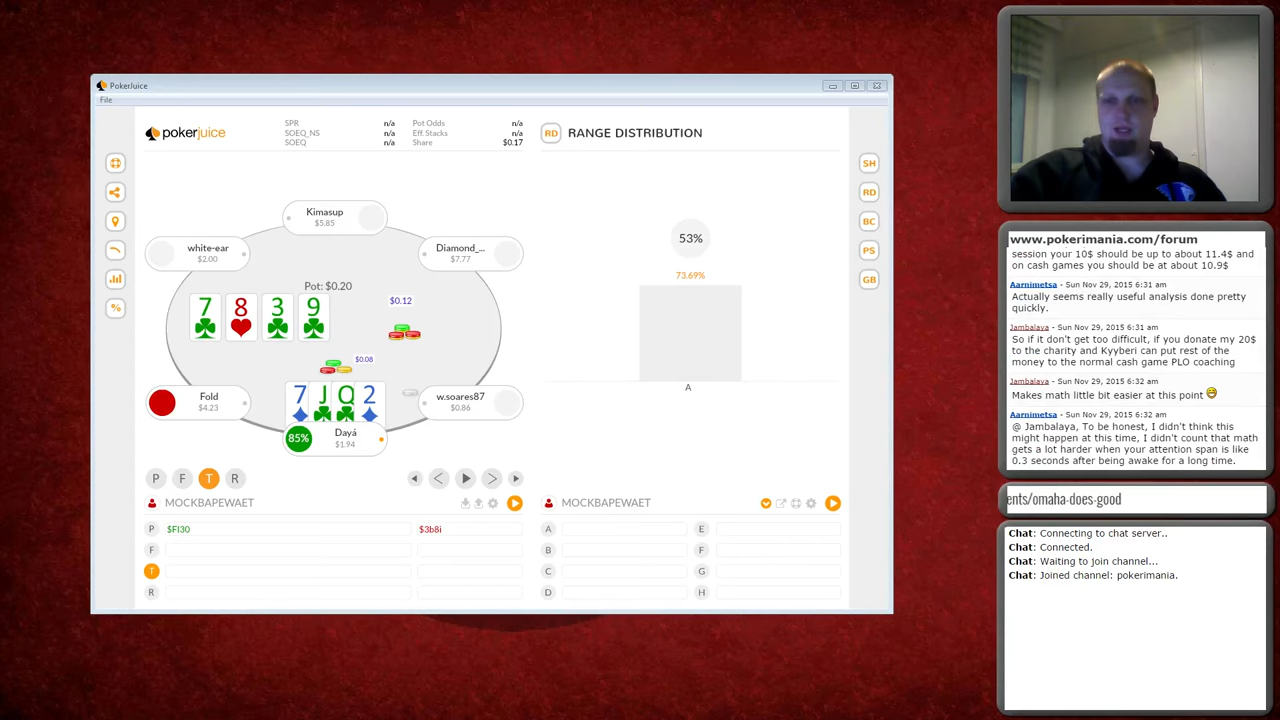 PokerJuice
File
pokerjuice
SPR n/a Pot Odds n/a
SOEQ_NS n/a Eff. Stacks n/a
SOEQ n/a Share $0.17
RD RANGE DISTRIBUTION
SH
RD
BC
PS
GB
%
Kimasup
$5.85
white-ear
$2.00
Diamond_...
$7.77
Pot: $0.20
$0.12
7 8 3 9
$0.08
7 J Q 2
Fold
$4.23
w.soares87
$0.86
85%
Dayá
$1.94
53%
73.69%
A
P F T R
MOCKBAPEWAET
P $FI30 $3b8i
F
T
R
MOCKBAPEWAET
A E
B F
C G
D H
www.pokerimania.com/forum
session your 10$ should be up to about 11.4$ and
on cash games you should be at about 10.9$
Aarnimetsa - Sun Nov 29, 2015 6:31 am
Actually seems really useful analysis done pretty
quickly.
Jambalaya - Sun Nov 29, 2015 6:31 am
So if it don't get too difficult, if you donate my 20$
to the charity and Kyyberi can put rest of the
money to the normal cash game PLO coaching
Jambalaya - Sun Nov 29, 2015 6:32 am
Makes math little bit easier at this point
Aarnimetsa - Sun Nov 29, 2015 6:32 am
@ Jambalaya, To be honest, I didn't think this
might happen at this time, I didn't count that math
gets a lot harder when your attention span is like
0.3 seconds after being awake for a long time.
ents/omaha-does-good
Chat: Connecting to chat server..
Chat: Connected.
Chat: Waiting to join channel...
Chat: Joined channel: pokerimania.